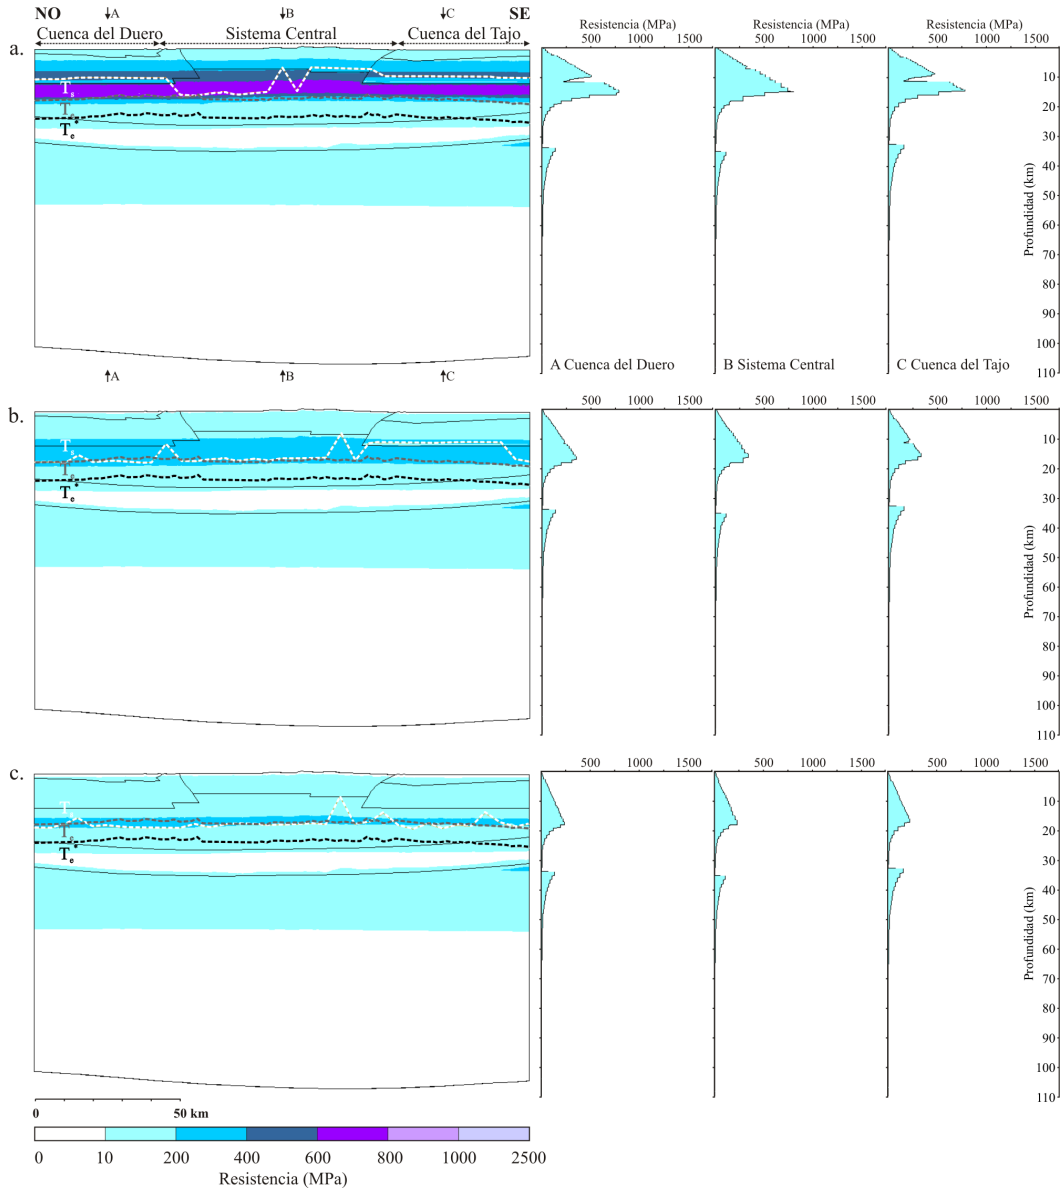 NO A B C SE
Cuenca del Duero Sistema Central Cuenca del Tajo
a.
Ts
Te
Te*
A B C
Resistencia (MPa) Resistencia (MPa) Resistencia (MPa)
500 1000 1500 500 1000 1500 500 1000 1500
10
20
30
40
50
60
70
80
90
100
110
Profundidad (km)
A Cuenca del Duero B Sistema Central C Cuenca del Tajo
b.
Ts
Te
Te*
500 1000 1500 500 1000 1500 500 1000 1500
10
20
30
40
50
60
70
80
90
100
110
Profundidad (km)
c.
Te
Te*
500 1000 1500 500 1000 1500 500 1000 1500
10
20
30
40
50
60
70
80
90
100
110
Profundidad (km)
0 50 km
0 10 200 400 600 800 1000 2500
Resistencia (MPa)